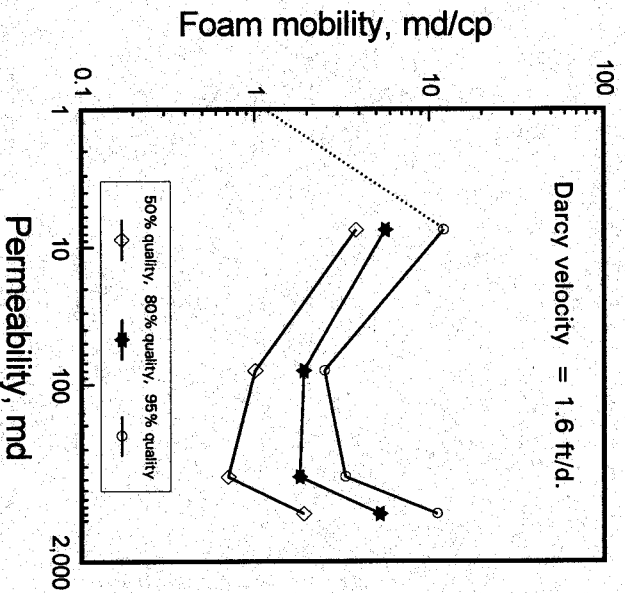 Foam mobility, md/cp
0.1
1
10
100
Darcy velocity = 1.6 ft/d.
50% quality, 80% quality, 95% quality
1
10
100
2,000
Permeability, md